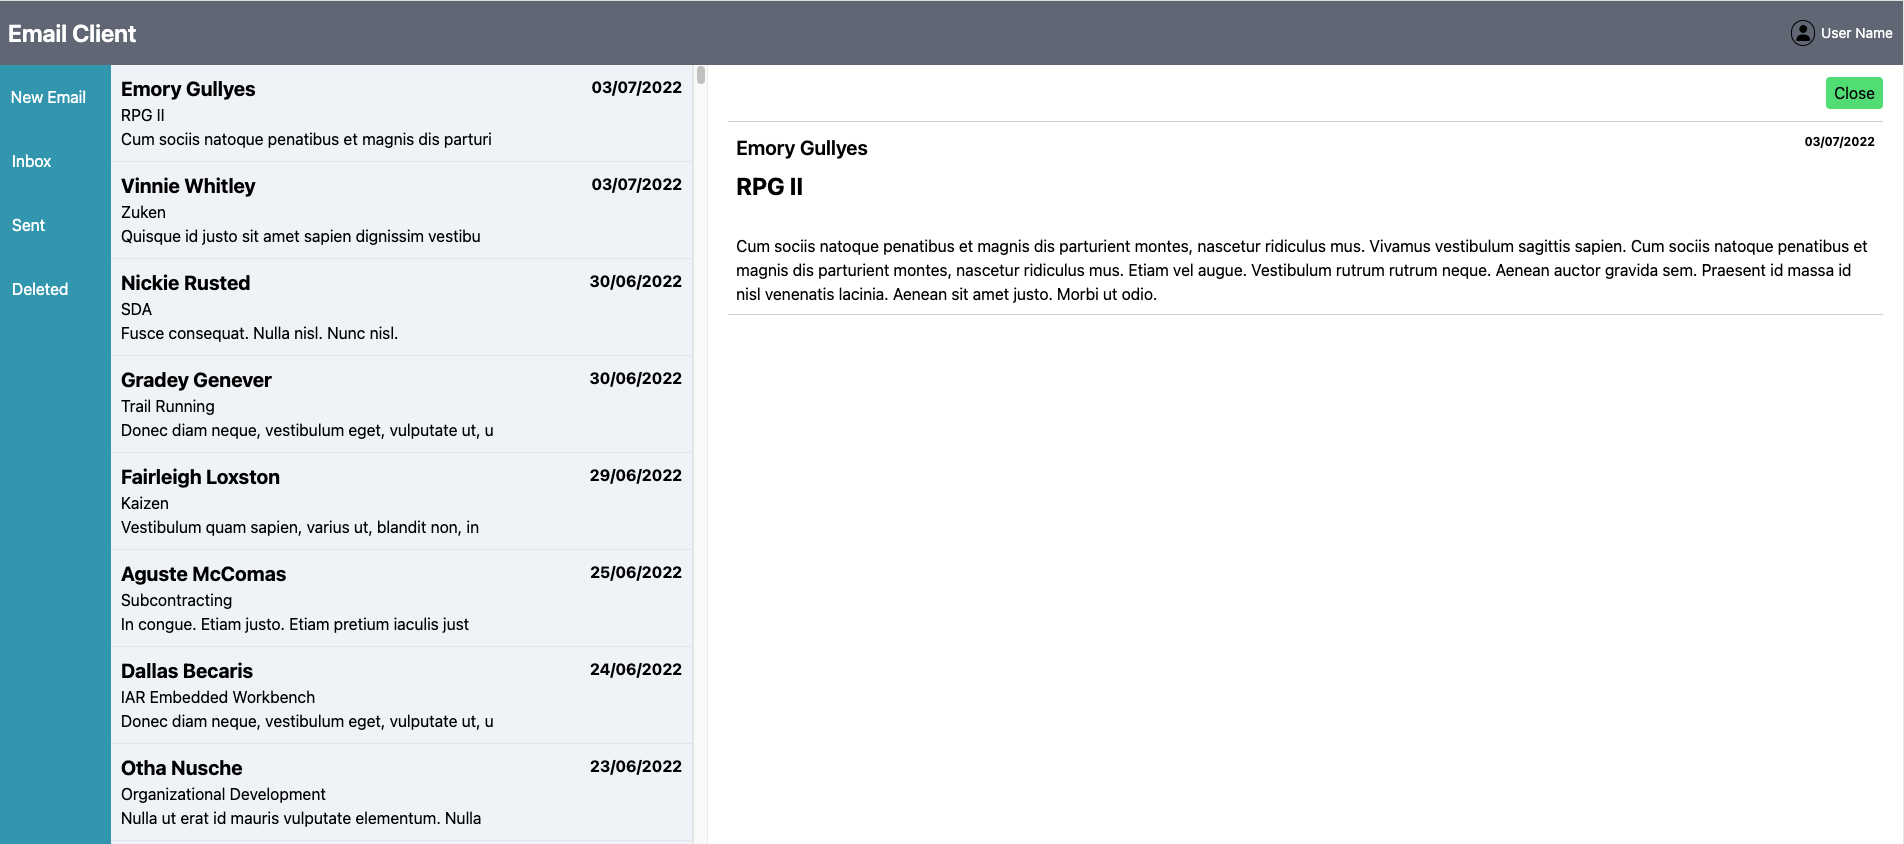 Email Client
User Name
New Email
Inbox
Sent
Deleted
Emory Gullyes
03/07/2022
RPG II
Cum sociis natoque penatibus et magnis dis parturi
Vinnie Whitley
03/07/2022
Zuken
Quisque id justo sit amet sapien dignissim vestibu
Nickie Rusted
30/06/2022
SDA
Fusce consequat. Nulla nisl. Nunc nisl.
Gradey Genever
30/06/2022
Trail Running
Donec diam neque, vestibulum eget, vulputate ut, u
Fairleigh Loxston
29/06/2022
Kaizen
Vestibulum quam sapien, varius ut, blandit non, in
Aguste McComas
25/06/2022
Subcontracting
In congue. Etiam justo. Etiam pretium iaculis just
Dallas Becaris
24/06/2022
IAR Embedded Workbench
Donec diam neque, vestibulum eget, vulputate ut, u
Otha Nusche
23/06/2022
Organizational Development
Nulla ut erat id mauris vulputate elementum. Nulla
Close
Emory Gullyes
03/07/2022
RPG II
Cum sociis natoque penatibus et magnis dis parturient montes, nascetur ridiculus mus. Vivamus vestibulum sagittis sapien. Cum sociis natoque penatibus et
magnis dis parturient montes, nascetur ridiculus mus. Etiam vel augue. Vestibulum rutrum rutrum neque. Aenean auctor gravida sem. Praesent id massa id
nisl venenatis lacinia. Aenean sit amet justo. Morbi ut odio.